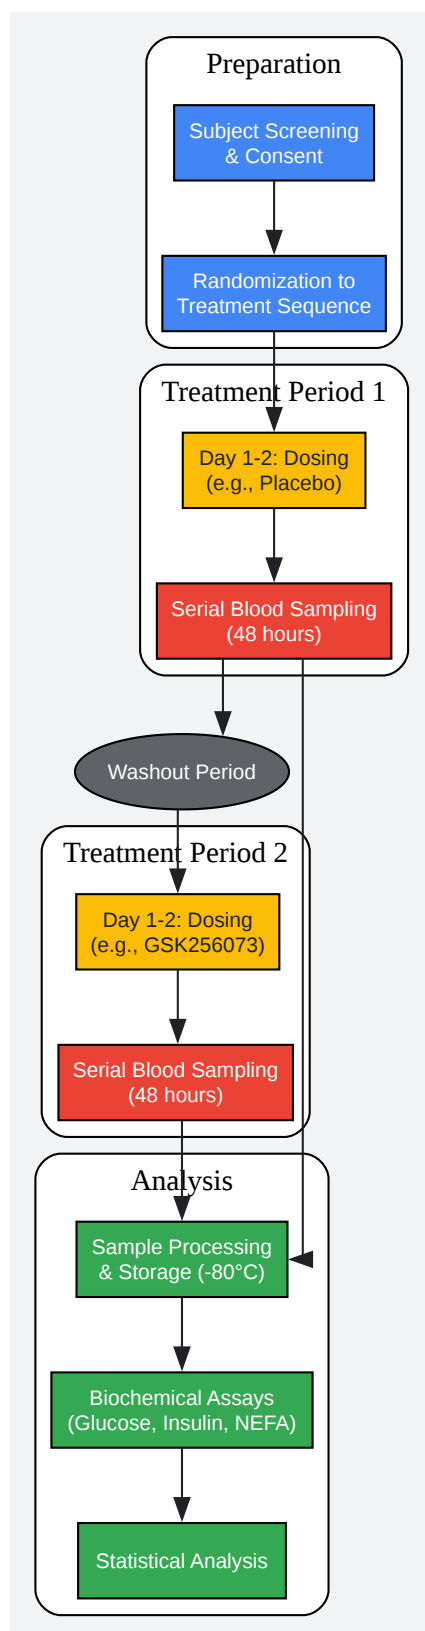 Preparation
Subject Screening
& Consent
Randomization to
Treatment Sequence
Treatment Period 1
Day 1-2: Dosing
(e.g., Placebo)
Serial Blood Sampling
(48 hours)
Washout Period
Treatment Period 2
Day 1-2: Dosing
(e.g., GSK256073)
Serial Blood Sampling
(48 hours)
Analysis
Sample Processing
& Storage (-80°C)
Biochemical Assays
(Glucose, Insulin, NEFA)
Statistical Analysis